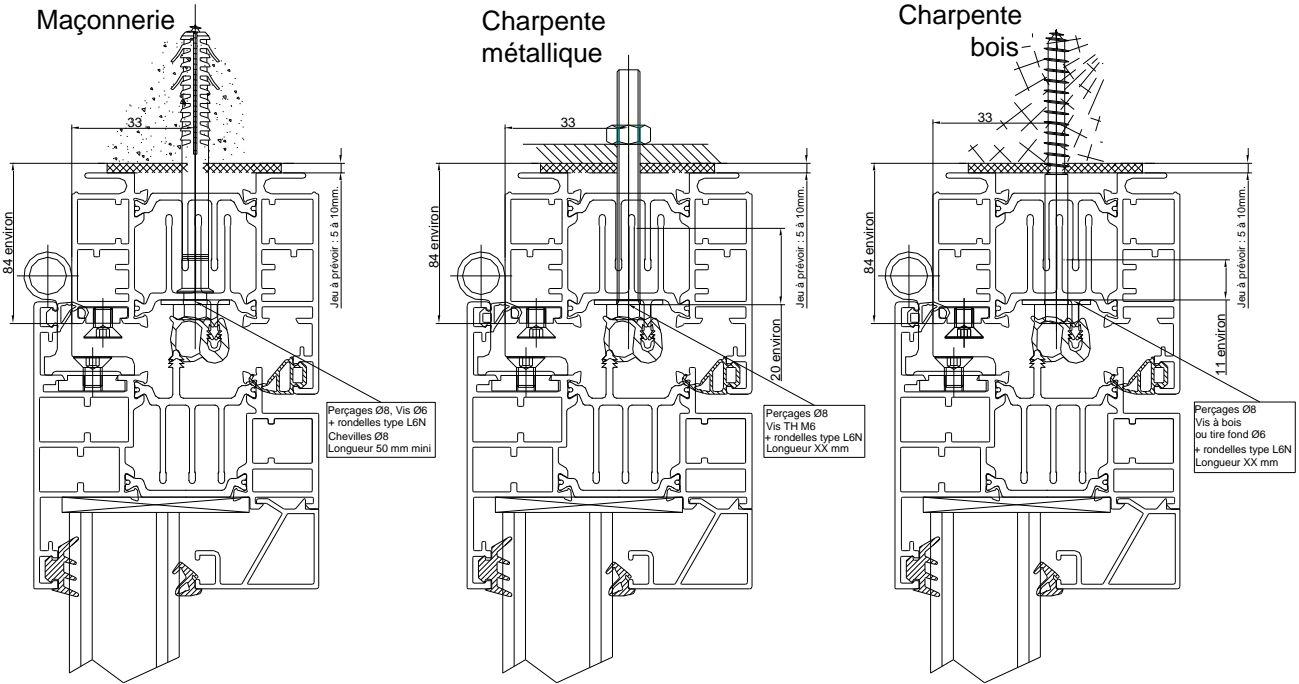 Maçonnerie
33
84 environ
Jeu à prévoir : 5 à 10mm.
Perçages Ø8, Vis Ø6
+ rondelles type L6N
Chevilles Ø8
Longueur 50 mm mini
Charpente
métallique
33
84 environ
Jeu à prévoir : 5 à 10mm.
20 environ
Perçages Ø8
Vis TH M6
+ rondelles type L6N
Longueur XX mm
Charpente
bois
33
84 environ
Jeu à prévoir : 5 à 10mm.
11 environ
Perçages Ø8
Vis à bois
ou tire fond Ø6
+ rondelles type L6N
Longueur XX mm